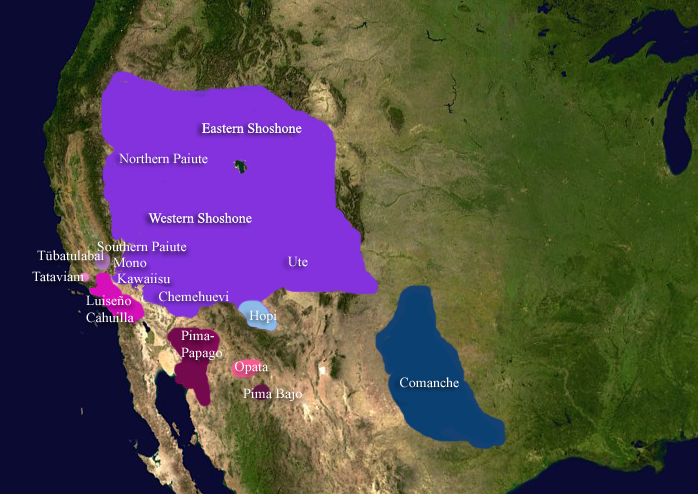 Eastern Shoshone
Northern Paiute
Western Shoshone
Southern Paiute
Tübatulabal
Mono
Ute
Tataviam
Kawaiisu
Chemehuevi
Luiseño
Cahuilla
Hopi
Pima-
Papago
Opata
Comanche
Pima Bajo